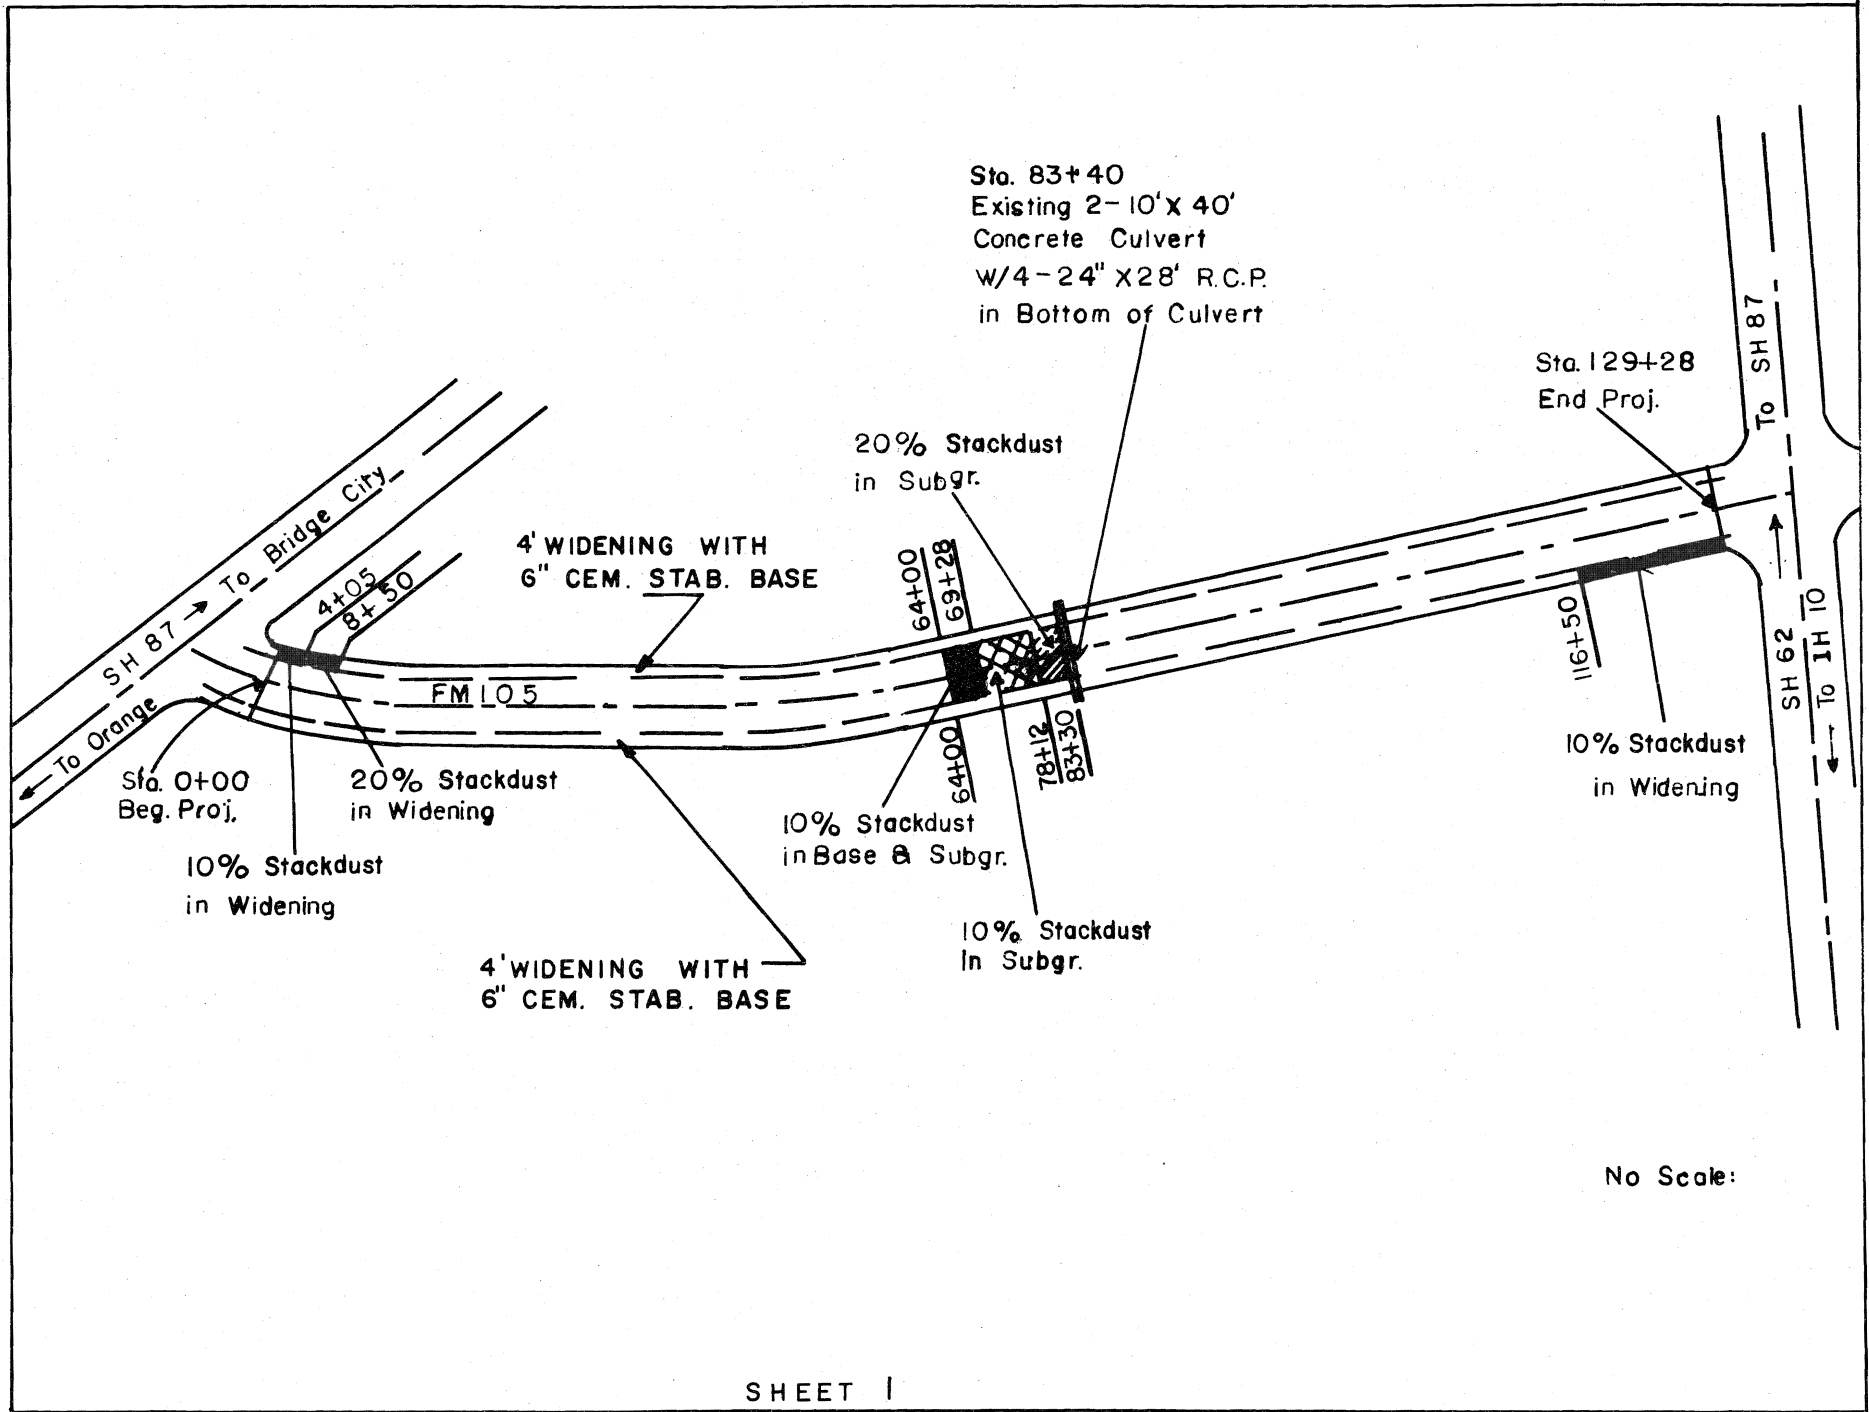 Sta. 83+40
Existing 2-10'X 40'
Concrete Culvert
W/4-24" X28' R.C.P.
in Bottom of Culvert
To SH 87
Sta. 129+28
End Proj.
20% Stackdust
in Subgr.
SH 87 → To Bridge City
4+05
8+50
4' WIDENING WITH
6" CEM. STAB. BASE
64+00
69+28
116+50
SH 62
← To IH 10
FM 105
← To Orange
Sta. 0+00
Beg. Proj.
20% Stackdust
in Widening
64+00
78+12
83+30
10% Stackdust
in Widening
10% Stackdust
in Base & Subgr.
10% Stackdust
in Widening
10% Stackdust
In Subgr.
4' WIDENING WITH
6" CEM. STAB. BASE
No Scale:
SHEET 1